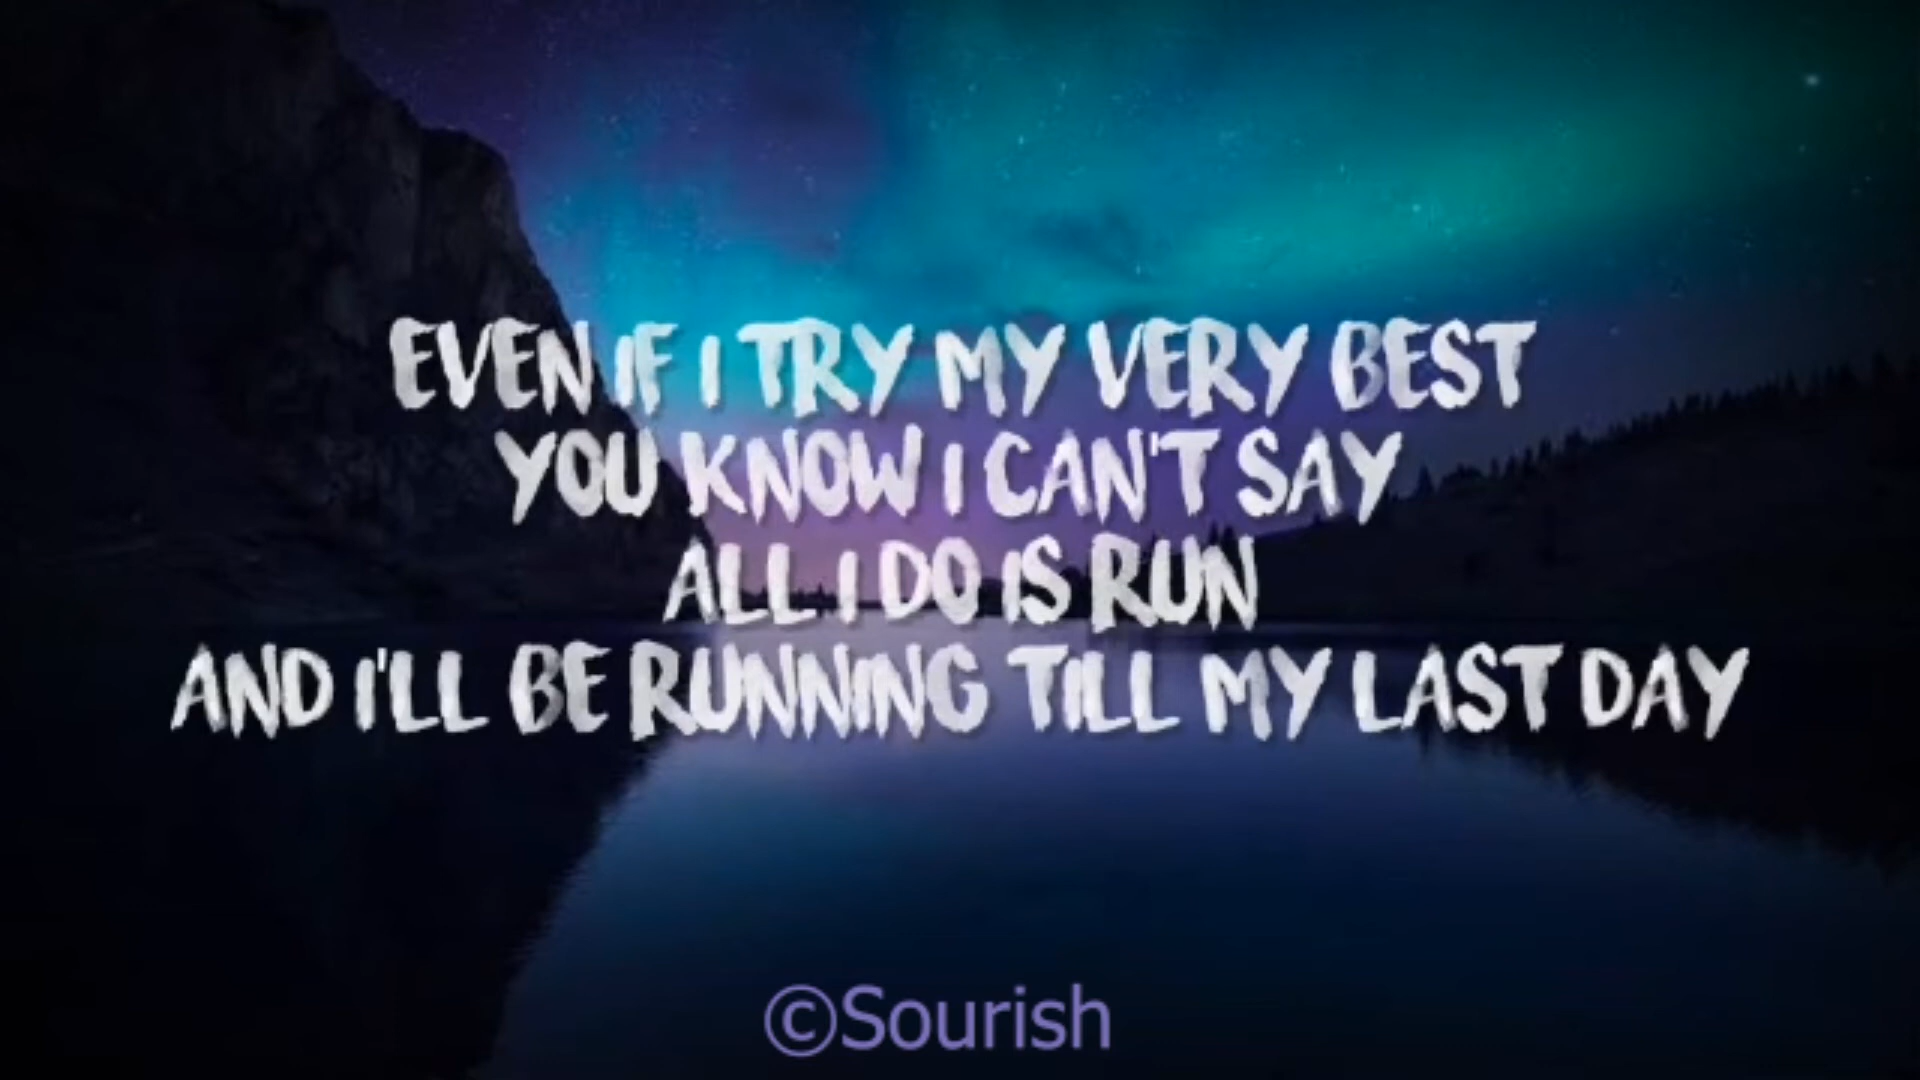 EVEN IF I TRY MY VERY BEST
YOU KNOW I CAN'T SAY
ALL I DO IS RUN
AND I'LL BE RUNNING TILL MY LAST DAY
©Sourish